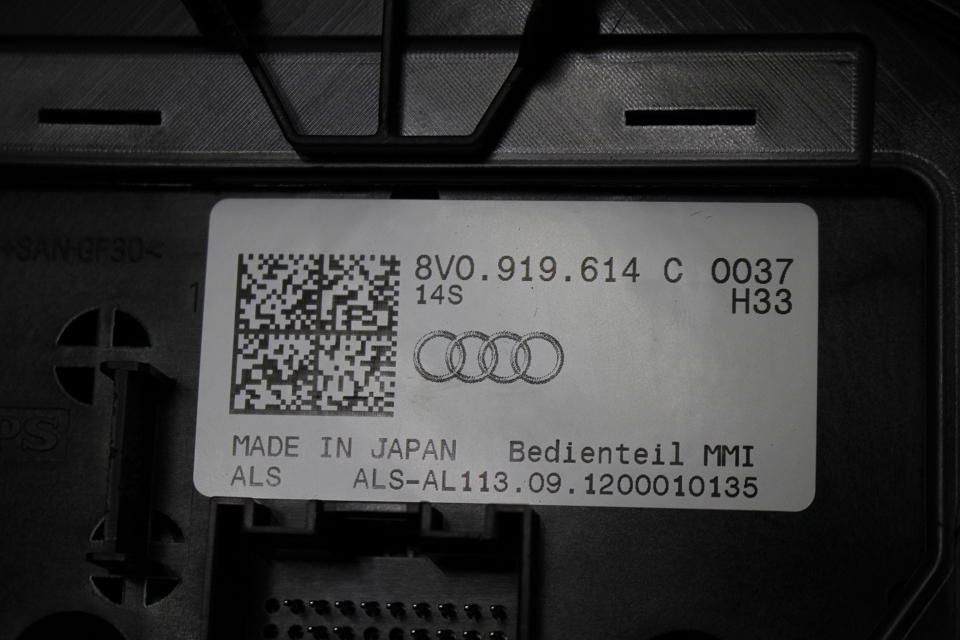 +SAN-GF30<
8V0.919.614 C 0037
14S H33
MADE IN JAPAN Bedienteil MMI
ALS ALS-AL113.09.1200010135